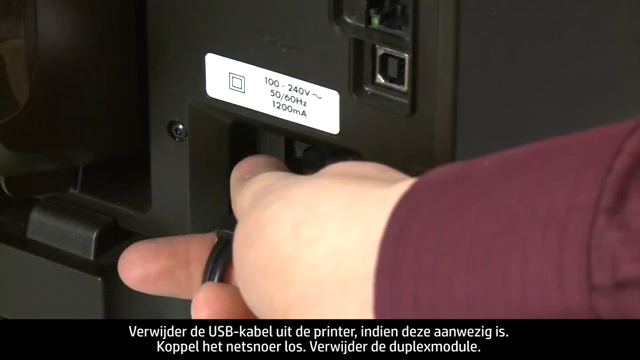 100 - 240V ~
50/60Hz
1200mA
Verwijder de USB-kabel uit de printer, indien deze aanwezig is.
Koppel het netsnoer los. Verwijder de duplexmodule.